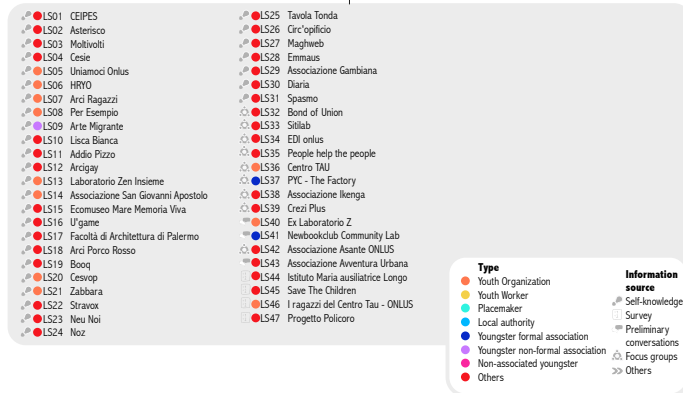 LS01 CEIPES
LS02 Asterisco
LS03 Moltivolti
LS04 Cesie
LS05 Uniamoci Onlus
LS06 HRYO
LS07 Arci Ragazzi
LS08 Per Esempio
LS09 Arte Migrante
LS10 Lisca Bianca
LS11 Addio Pizzo
LS12 Arcigay
LS13 Laboratorio Zen Insieme
LS14 Associazione San Giovanni Apostolo
LS15 Ecomuseo Mare Memoria Viva
LS16 U'game
LS17 Facoltà di Architettura di Palermo
LS18 Arci Porco Rosso
LS19 Booq
LS20 Cesvop
LS21 Zabbara
LS22 Stravox
LS23 Neu Noi
LS24 Noz
LS25 Tavola Tonda
LS26 Circ'opificio
LS27 Maghweb
LS28 Emmaus
LS29 Associazione Gambiana
LS30 Diaria
LS31 Spasmo
LS32 Bond of Union
LS33 Sitilab
LS34 EDI onlus
LS35 People help the people
LS36 Centro TAU
LS37 PYC - The Factory
LS38 Associazione Ikenga
LS39 Crezi Plus
LS40 Ex Laboratorio Z
LS41 Newbookclub Community Lab
LS42 Associazione Asante ONLUS
LS43 Associazione Avventura Urbana
LS44 Istituto Maria ausiliatrice Longo
LS45 Save The Children
LS46 I ragazzi del Centro Tau - ONLUS
LS47 Progetto Policoro
Type
Youth Organization
Youth Worker
Placemaker
Local authority
Youngster formal association
Youngster non-formal association
Non-associated youngster
Others
Information
source
Self-knowledge
Survey
Preliminary
conversations
Focus groups
Others